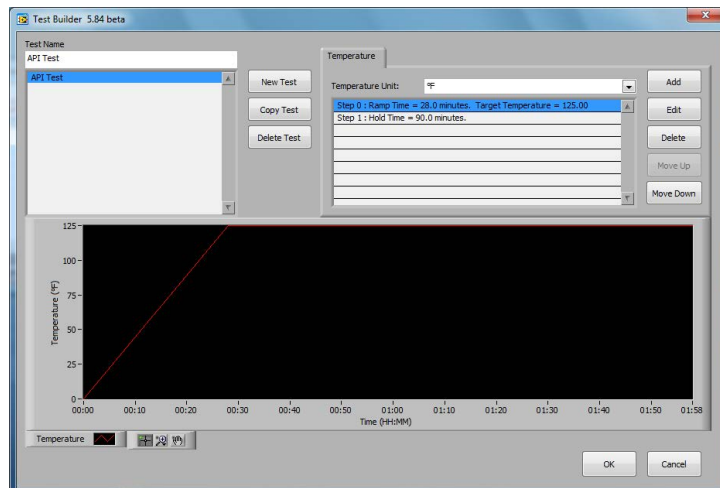 Test Builder 5.84 beta
Test Name
API Test
API Test
New Test
Copy Test
Delete Test
Temperature
Temperature Unit: ºF
Step 0 : Ramp Time = 28.0 minutes. Target Temperature = 125.00
Step 1 : Hold Time = 90.0 minutes.
Add
Edit
Delete
Move Up
Move Down
Temperature (ºF)
125
100
75
50
25
0
00:00 00:10 00:20 00:30 00:40 00:50 01:00 01:10 01:20 01:30 01:40 01:50 01:58
Time (HH:MM)
Temperature
OK
Cancel